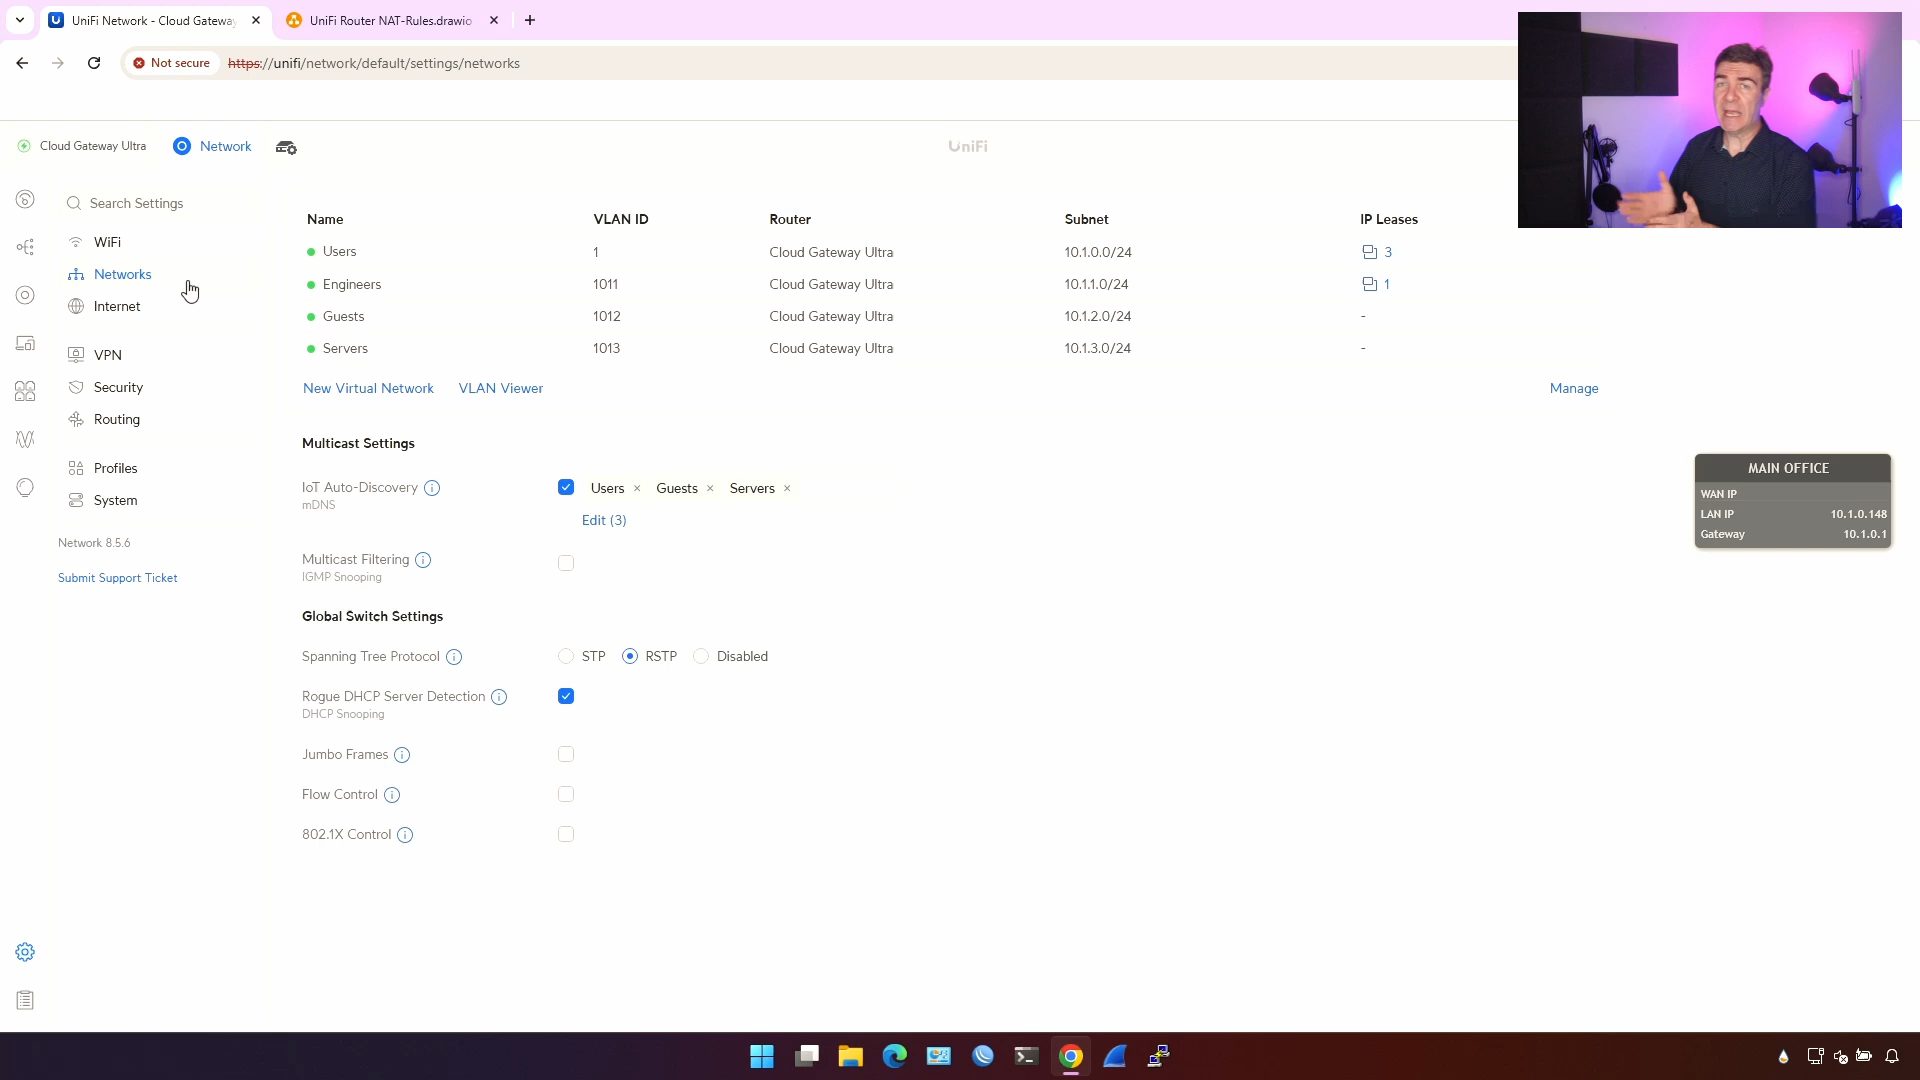 UniFi Network - Cloud Gateway
UniFi Router NAT-Rules.drawio
Not secure
https://unifi/network/default/settings/networks
Cloud Gateway Ultra
Network
UniFi
Search Settings
WiFi
Networks
Internet
VPN
Security
Routing
Profiles
System
Network 8.5.6
Submit Support Ticket
Name VLAN ID Router Subnet IP Leases
Users 1 Cloud Gateway Ultra 10.1.0.0/24 3
Engineers 1011 Cloud Gateway Ultra 10.1.1.0/24 1
Guests 1012 Cloud Gateway Ultra 10.1.2.0/24 -
Servers 1013 Cloud Gateway Ultra 10.1.3.0/24 -
New Virtual Network VLAN Viewer Manage
Multicast Settings
IoT Auto-Discovery Users × Guests × Servers ×
mDNS
Edit (3)
Multicast Filtering
IGMP Snooping
Global Switch Settings
Spanning Tree Protocol STP RSTP Disabled
Rogue DHCP Server Detection
DHCP Snooping
Jumbo Frames
Flow Control
802.1X Control
MAIN OFFICE
WAN IP
LAN IP 10.1.0.148
Gateway 10.1.0.1